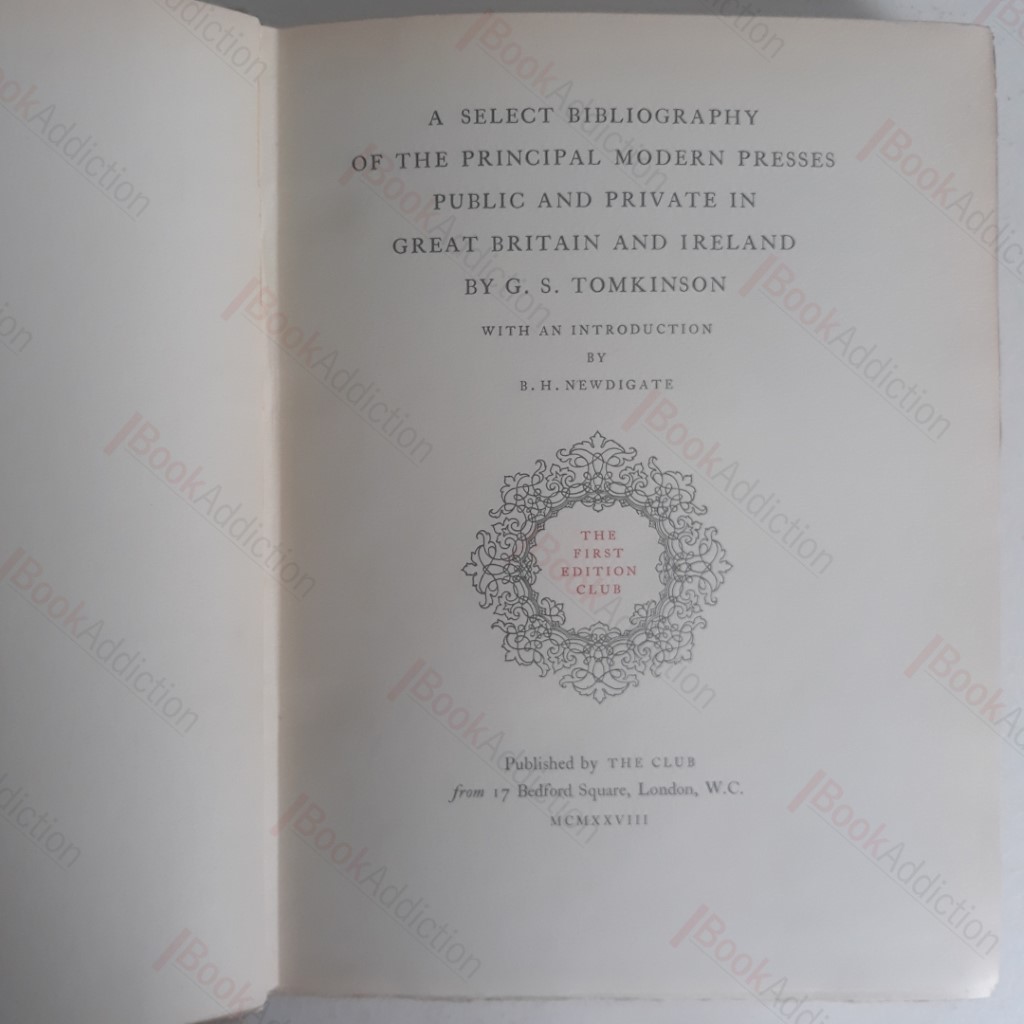 A SELECT BIBLIOGRAPHY
OF THE PRINCIPAL MODERN PRESSES
PUBLIC AND PRIVATE IN
GREAT BRITAIN AND IRELAND
BY G. S. TOMKINSON
WITH AN INTRODUCTION
BY
B. H. NEWDIGATE
THE
FIRST
EDITION
CLUB
Published by THE CLUB
from 17 Bedford Square, London, W.C.
MCMXXVIII
BookAddiction